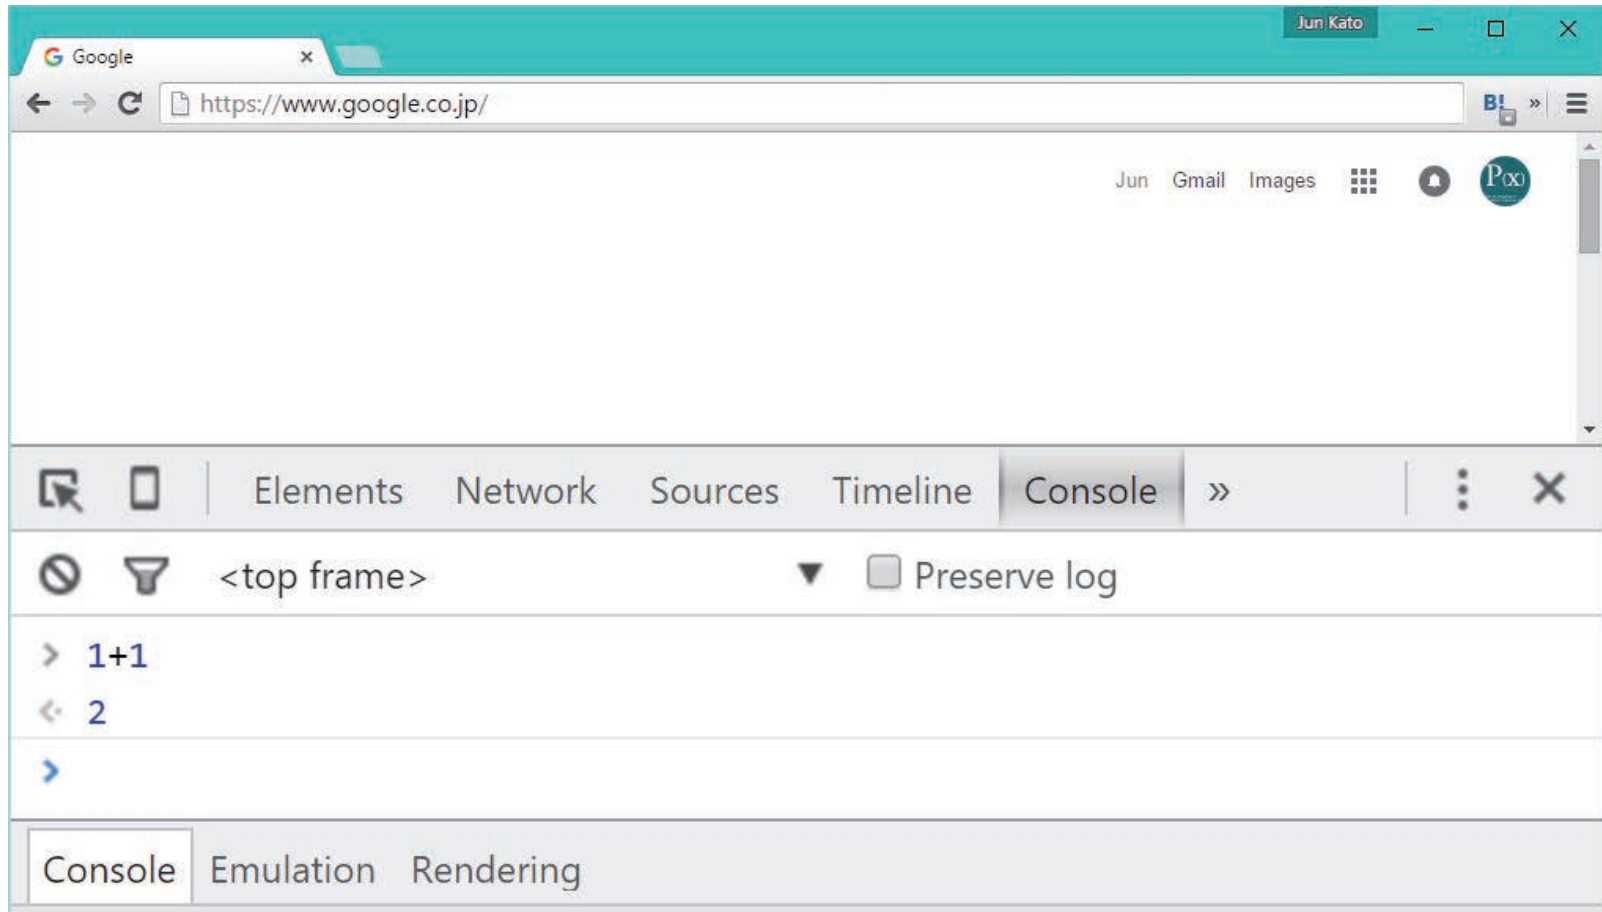 Jun Kato
Google
https://www.google.co.jp/
B!
Jun Gmail Images
P(x)
Elements Network Sources Timeline Console »
<top frame> Preserve log
> 1+1
2
>
Console Emulation Rendering